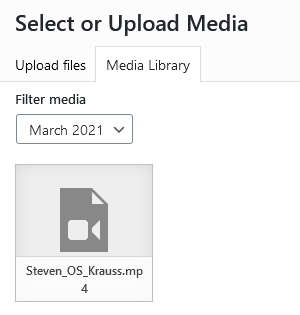 Select or Upload Media
Upload files
Media Library
Filter media
March 2021
Steven_OS_Krauss.mp
4